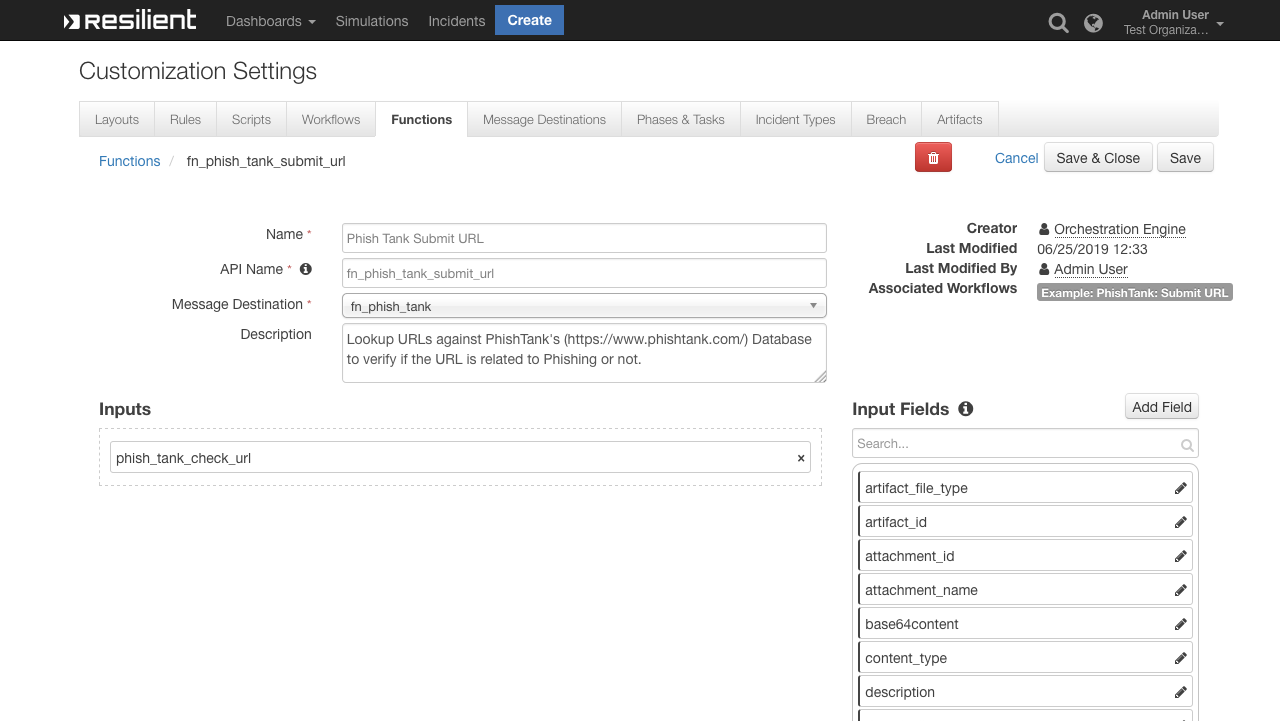 Resilient Dashboards Simulations Incidents Create Admin User
Test Organiza...
Customization Settings
Layouts Rules Scripts Workflows Functions Message Destinations Phases & Tasks Incident Types Breach Artifacts
Functions / fn_phish_tank_submit_url Cancel Save & Close Save
Name * Phish Tank Submit URL
API Name * fn_phish_tank_submit_url
Message Destination * fn_phish_tank
Description Lookup URLs against PhishTank's (https://www.phishtank.com/) Database
to verify if the URL is related to Phishing or not.
Creator Orchestration Engine
Last Modified 06/25/2019 12:33
Last Modified By Admin User
Associated Workflows Example: PhishTank: Submit URL
Inputs
phish_tank_check_url ×
Input Fields Add Field
Search...
artifact_file_type
artifact_id
attachment_id
attachment_name
base64content
content_type
description